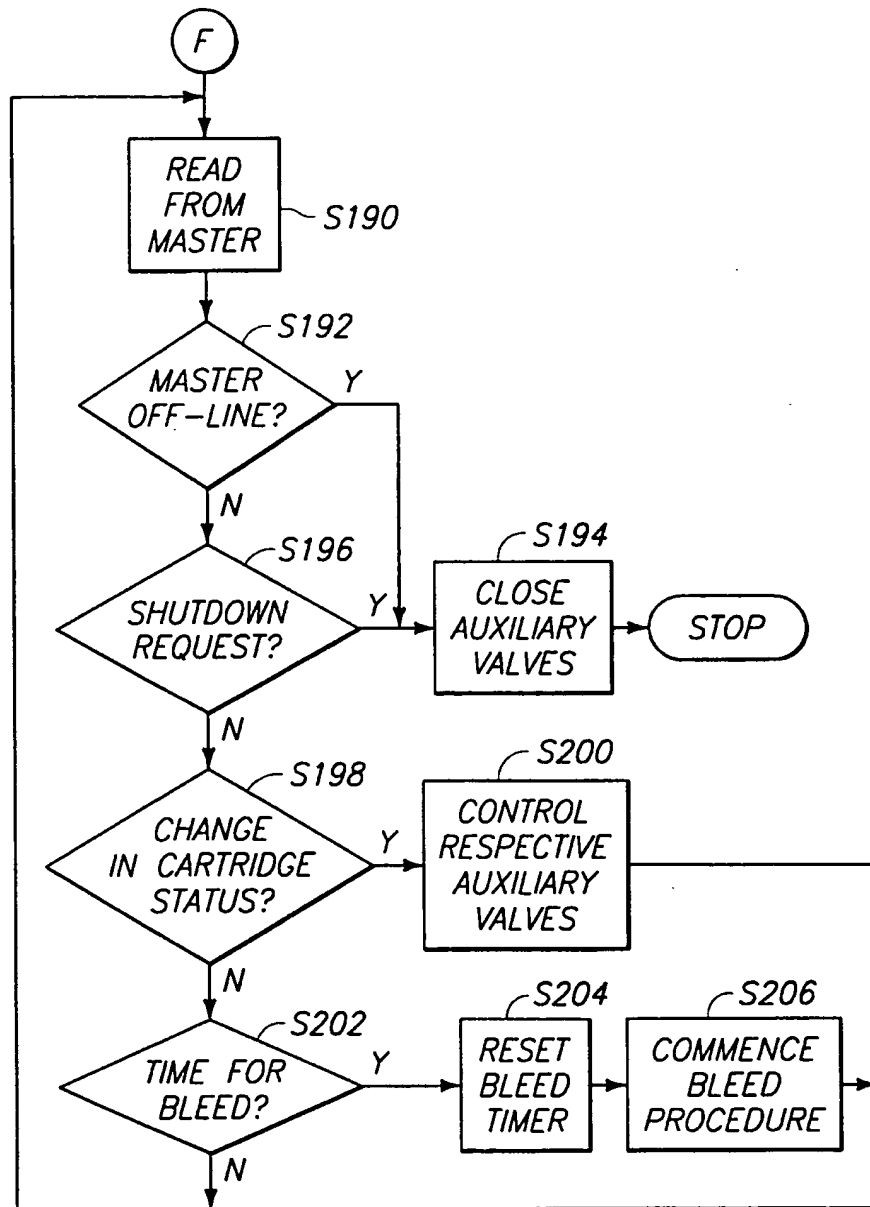 F
READ
FROM
MASTER
S190
S192
MASTER
OFF-LINE?
Y
N
S196
SHUTDOWN
REQUEST?
Y
S194
CLOSE
AUXILIARY
VALVES
STOP
N
S198
CHANGE
IN CARTRIDGE
STATUS?
Y
S200
CONTROL
RESPECTIVE
AUXILIARY
VALVES
N
S202
TIME FOR
BLEED?
Y
S204
RESET
BLEED
TIMER
S206
COMMENCE
BLEED
PROCEDURE
N